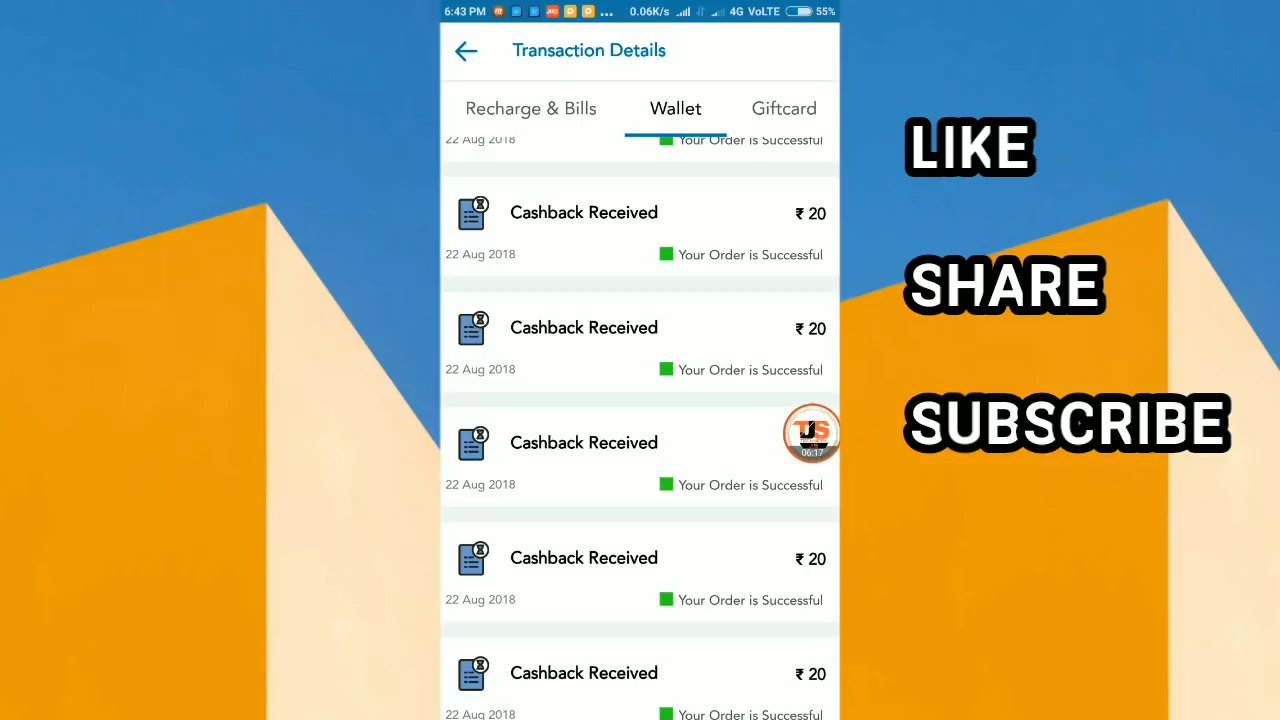 6:43 PM 0.06K/s 4G VoLTE 55%
Transaction Details
Recharge & Bills Wallet Giftcard
22 Aug 2018 Your Order is Successful
Cashback Received ₹ 20
22 Aug 2018 Your Order is Successful
Cashback Received ₹ 20
22 Aug 2018 Your Order is Successful
Cashback Received
TJS
06:17
22 Aug 2018 Your Order is Successful
Cashback Received ₹ 20
22 Aug 2018 Your Order is Successful
Cashback Received ₹ 20
22 Aug 2018 Your Order is Successful
LIKE
SHARE
SUBSCRIBE